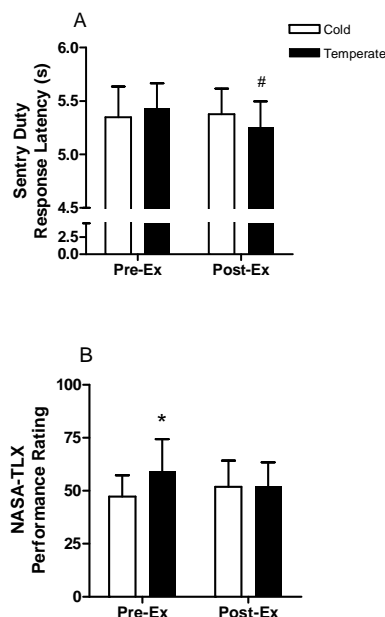 A
Cold
Temperate
Sentry Duty
Response Latency (s)
6.0
5.5
5.0
4.5
2.5
0.0
#
Pre-Ex
Post-Ex
B
NASA-TLX
Performance Rating
100
75
50
25
0
*
Pre-Ex
Post-Ex